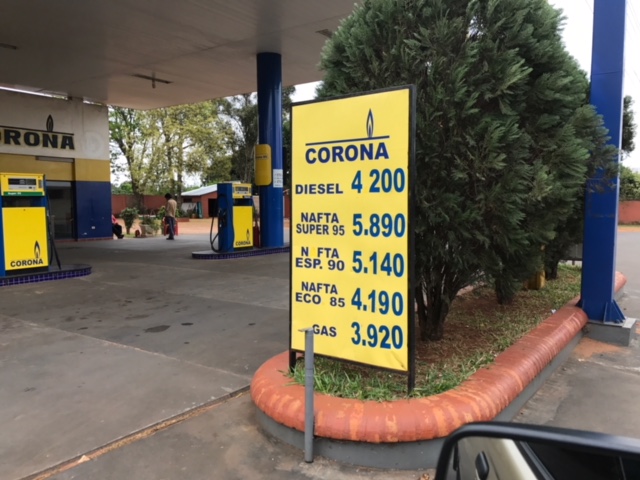 CORONA
DIESEL 4 200
NAFTA
SUPER 95 5.890
N FTA
ESP. 90 5.140
NAFTA
ECO 85 4.190
GAS 3.920
ORONA
CORONA